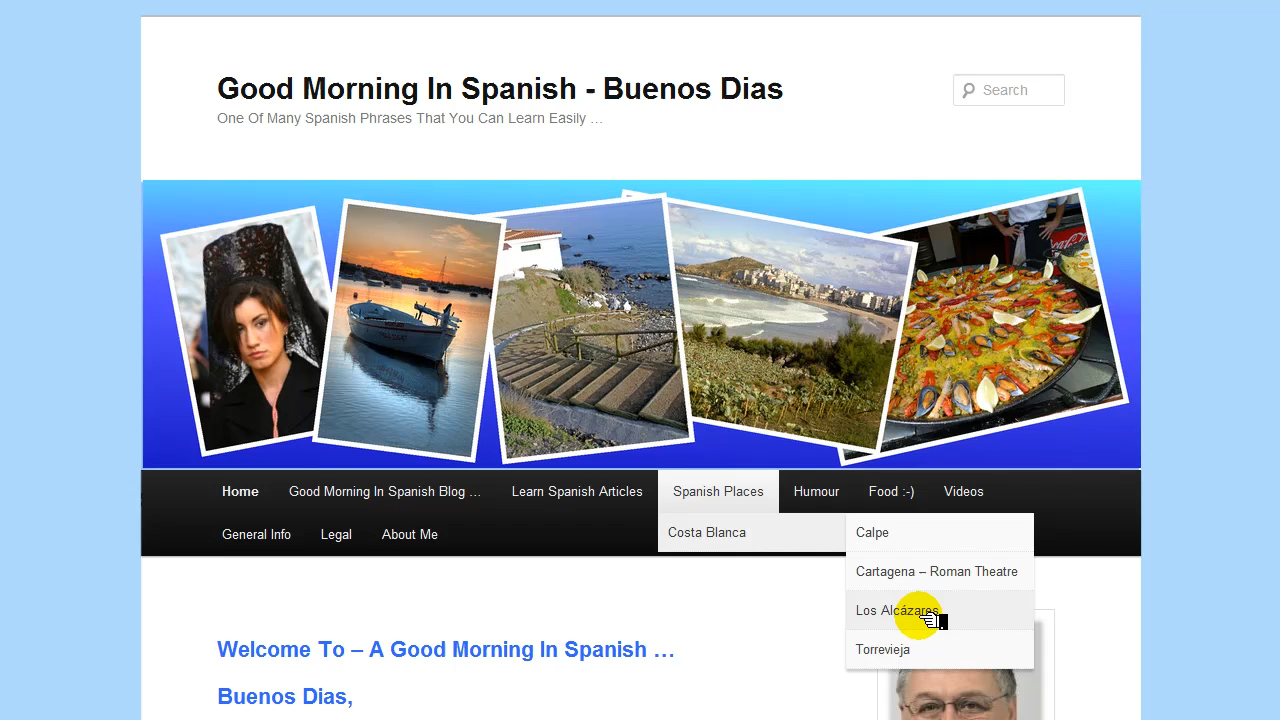 Good Morning In Spanish - Buenos Dias
Search
One Of Many Spanish Phrases That You Can Learn Easily …
Home
Good Morning In Spanish Blog …
Learn Spanish Articles
Spanish Places
Humour
Food :-)
Videos
General Info
Legal
About Me
Costa Blanca
Calpe
Cartagena – Roman Theatre
Los Alcázares
Torrevieja
Welcome To – A Good Morning In Spanish …
Buenos Dias,